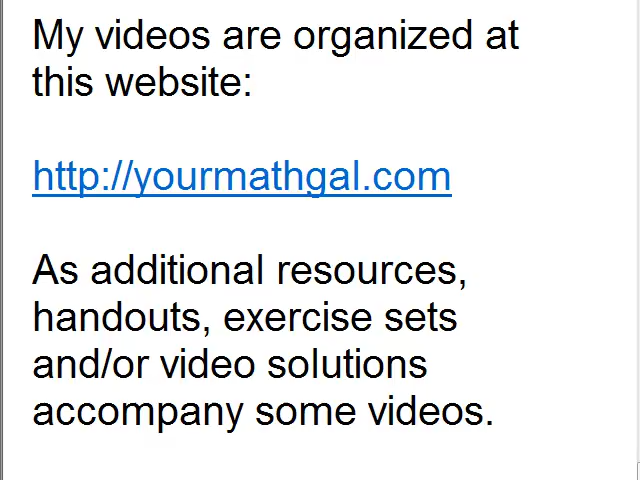 My videos are organized at
this website:
http://yourmathgal.com
As additional resources,
handouts, exercise sets
and/or video solutions
accompany some videos.